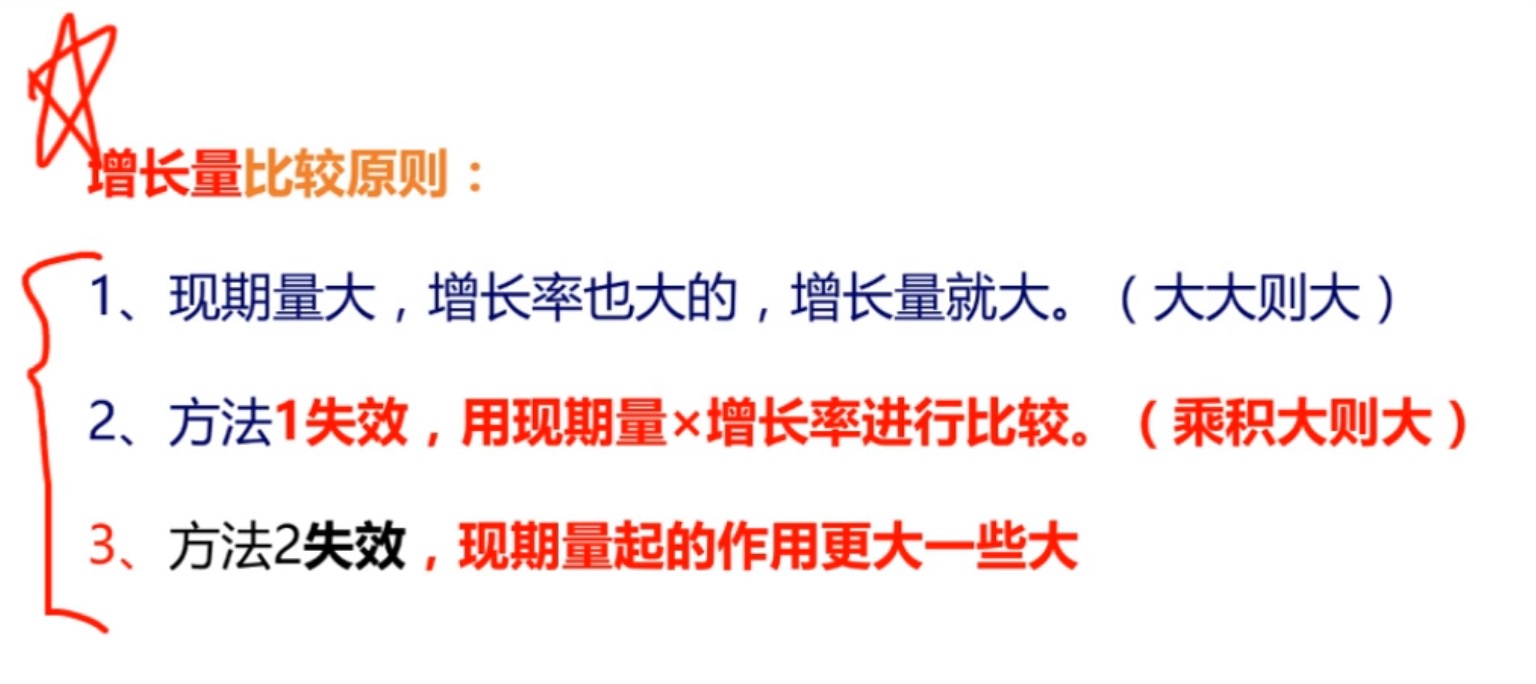 增长量比较原则：
1、现期量大，增长率也大的，增长量就大。（大大则大）
2、方法1失效，用现期量×增长率进行比较。（乘积大则大）
3、方法2失效，现期量起的作用更大一些大